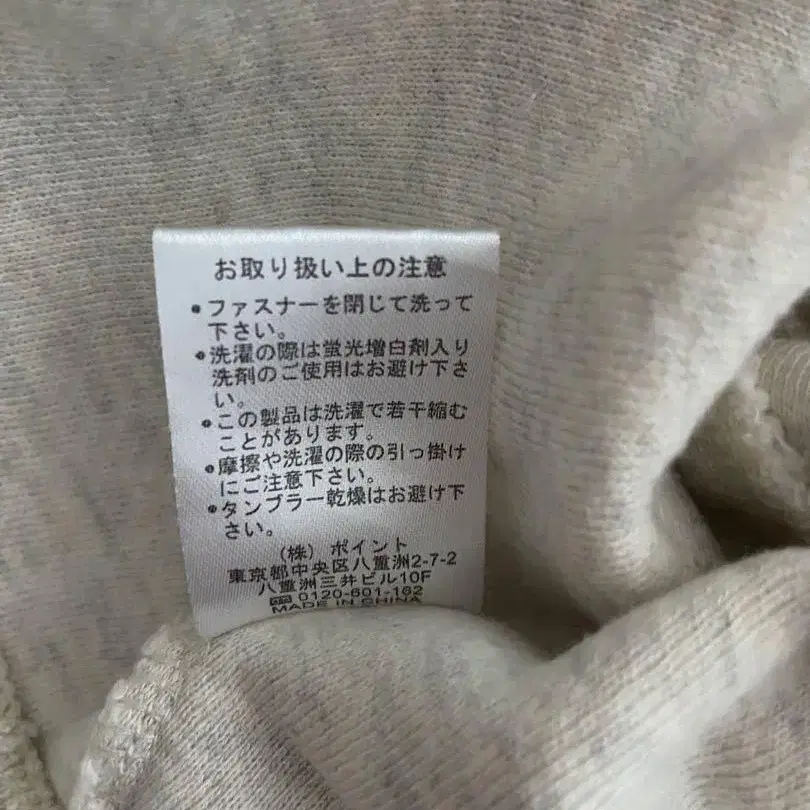 お取り扱い上の注意
•ファスナーを閉じて洗って
下さい。
•洗濯の際は蛍光増白剤入り
洗剤のご使用はお避け下さ
い。
•この製品は洗濯で若干縮む
ことがあります。
•摩擦や洗濯の際の引っ掛け
にご注意下さい。
•タンブラー乾燥はお避け下
さい。
(株) ポイント
東京都中央区八重洲2-7-2
八重洲三井ビル10F
0120-601-162
MADE IN CHINA